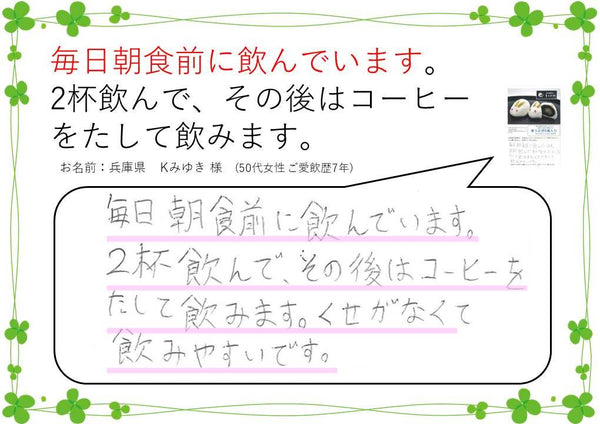 毎日朝食前に飲んでいます。
2杯飲んで、その後はコーヒー
をたして飲みます。
お名前：兵庫県　Kみゆき 様　(50代女性 ご愛飲歴7年)
毎日朝食前に飲んでいます。
2杯飲んで、その後はコーヒーを
たして飲みます。くせがなくて
飲みやすいです。